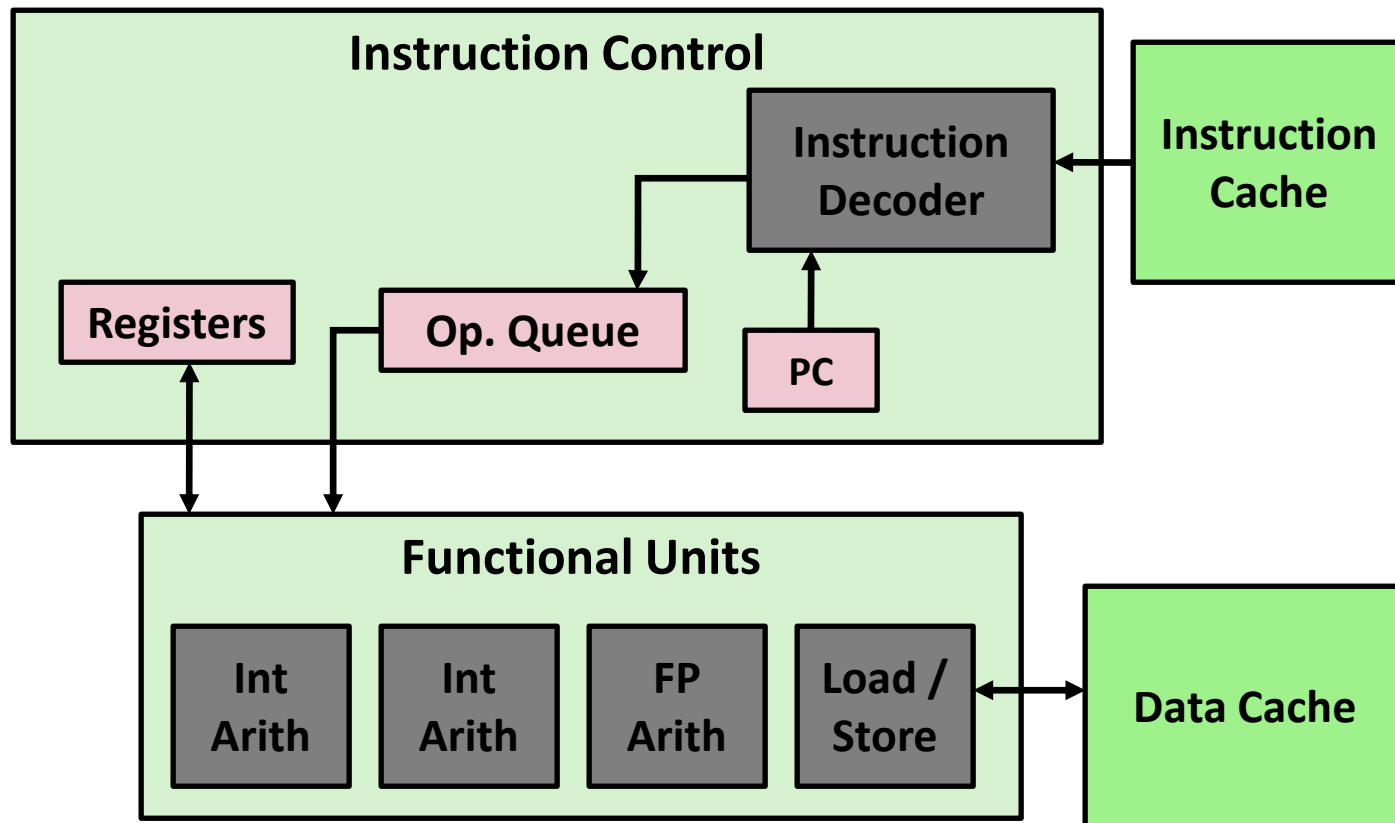 Instruction Control
Instruction
Decoder
Instruction
Cache
Registers
Op. Queue
PC
Functional Units
Int
Arith
Int
Arith
FP
Arith
Load /
Store
Data Cache